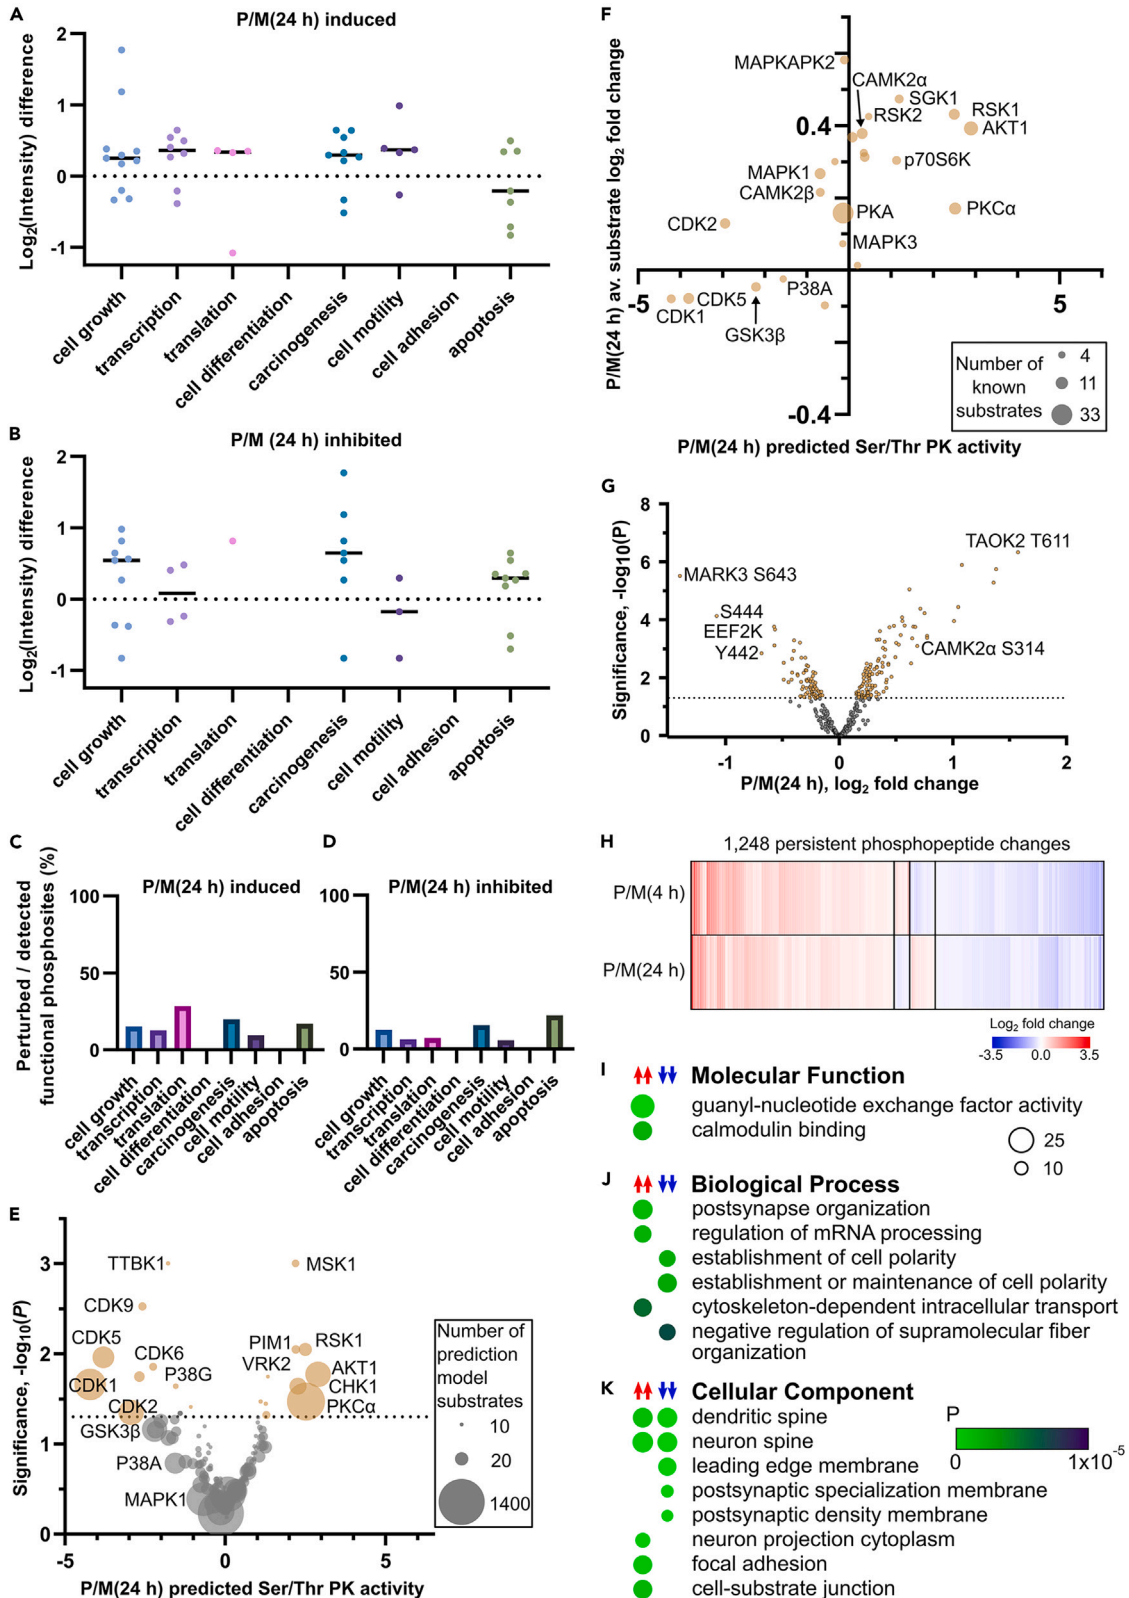 A
P/M(24 h) induced
Log2(Intensity) difference
2
1
0
-1
cell growth
transcription
translation
cell differentiation
carcinogenesis
cell motility
cell adhesion
apoptosis
B
P/M (24 h) inhibited
Log2(Intensity) difference
2
1
0
-1
cell growth
transcription
translation
cell differentiation
carcinogenesis
cell motility
cell adhesion
apoptosis
C
P/M(24 h) induced
Perturbed / detected
functional phosphosites (%)
100
50
0
cell growth
transcription
translation
cell differentiation
carcinogenesis
cell motility
cell adhesion
apoptosis
D
P/M(24 h) inhibited
100
50
0
cell growth
transcription
translation
cell differentiation
carcinogenesis
cell motility
cell adhesion
apoptosis
E
Significance, -log10(P)
3
2
1
0
-5
0
5
TTBK1
MSK1
CDK9
CDK5
CDK6
PIM1
RSK1
P38G
VRK2
AKT1
CDK1
CHK1
CDK2
PKCα
GSK3β
P38A
MAPK1
Number of
prediction
model
substrates
10
20
1400
P/M(24 h) predicted Ser/Thr PK activity
F
P/M(24 h) av. substrate log2 fold change
MAPKAPK2
CAMK2α
SGK1
RSK2
RSK1
0.4
AKT1
p70S6K
MAPK1
CAMK2β
PKA
PKCα
CDK2
MAPK3
-5
5
P38A
CDK5
CDK1
GSK3β
-0.4
Number of
known
substrates
4
11
33
P/M(24 h) predicted Ser/Thr PK activity
G
Significance, -log10(P)
8
6
4
2
0
TAOK2 T611
MARK3 S643
S444
EEF2K
Y442
CAMK2α S314
-1
0
1
2
P/M(24 h), log2 fold change
H
1,248 persistent phosphopeptide changes
P/M(4 h)
P/M(24 h)
Log2 fold change
-3.5
0.0
3.5
I
Molecular Function
guanyl-nucleotide exchange factor activity
calmodulin binding
25
10
J
Biological Process
postsynapse organization
regulation of mRNA processing
establishment of cell polarity
establishment or maintenance of cell polarity
cytoskeleton-dependent intracellular transport
negative regulation of supramolecular fiber
organization
K
Cellular Component
dendritic spine
neuron spine
leading edge membrane
postsynaptic specialization membrane
postsynaptic density membrane
neuron projection cytoplasm
focal adhesion
cell-substrate junction
P
0
1x10-5